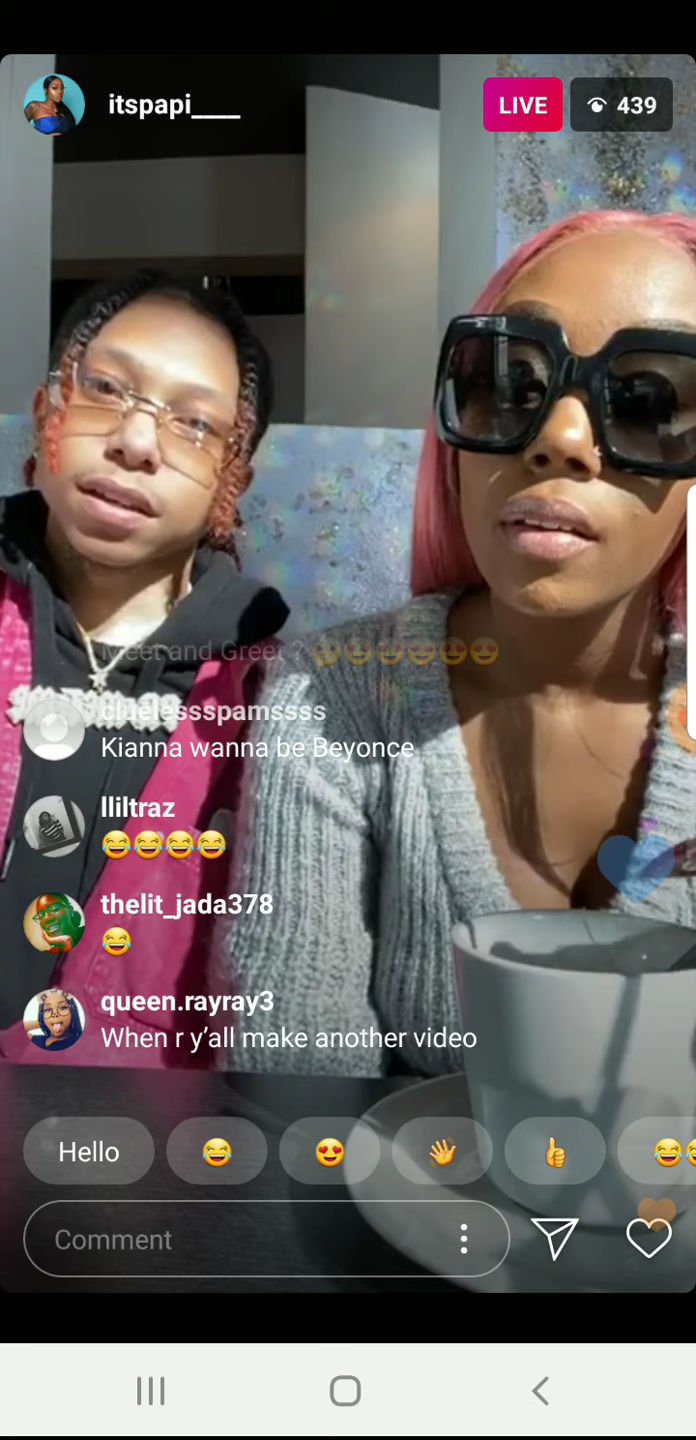 itspapi____
LIVE
439
Meet and Greet ? 🥰😍😍😍😍😍
cluelessspamssss
Kianna wanna be Beyonce
lliltraz
😂😂😂😂
thelit_jada378
😂
queen.rayray3
When r y’all make another video
Hello 😂 😍 👋 👍 😂
Comment